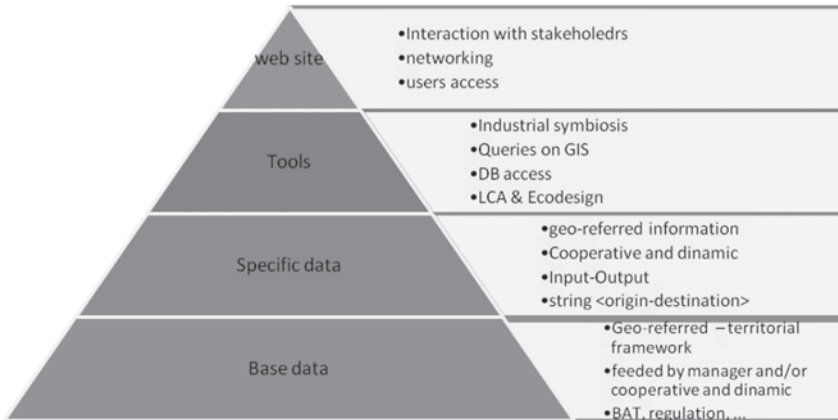 web site
•Interaction with stakeholedrs
•networking
•users access
Tools
•Industrial symbiosis
•Queries on GIS
•DB access
•LCA & Ecodesign
Specific data
•geo-referred information
•Cooperative and dinamic
•Input-Output
•string <origin-destination>
Base data
•Geo-referred –territorial
framework
•feeded by manager and/or
cooperative and dinamic
•BAT, regulation, ...